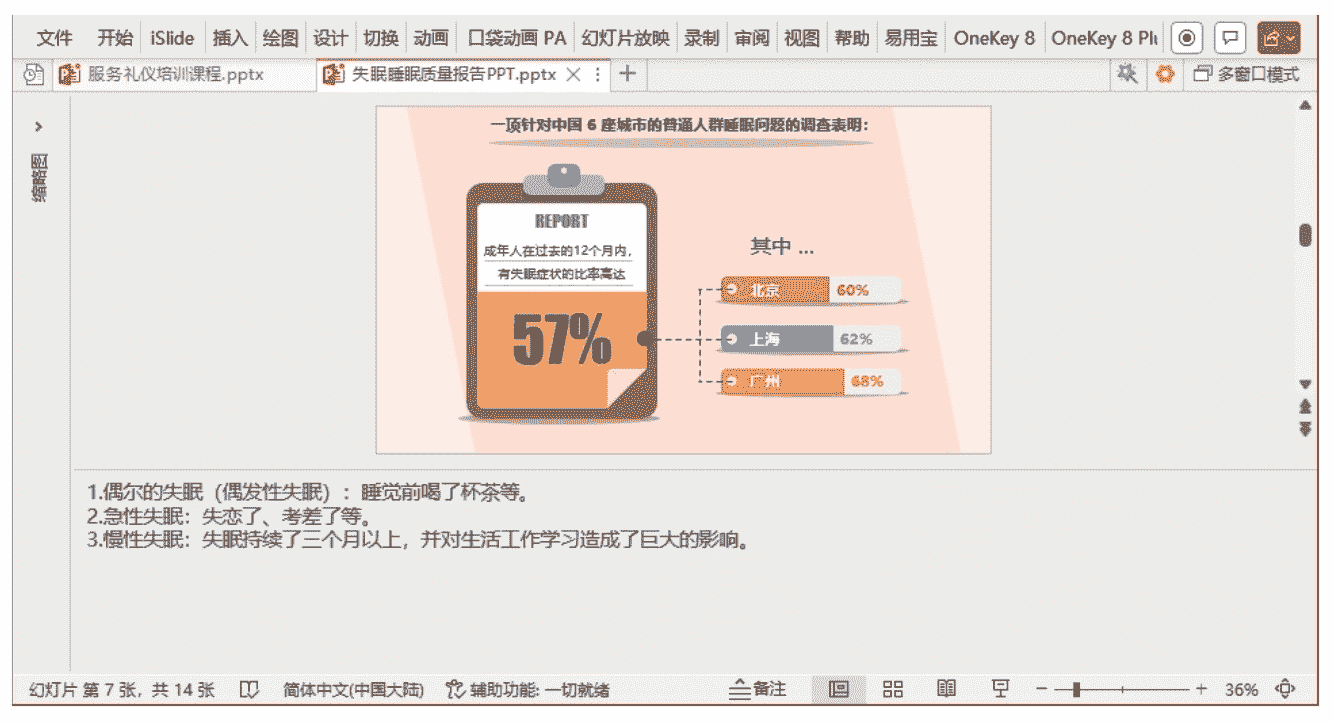 文件 开始 iSlide 插入 绘图 设计 切换 动画 口袋动画 PA 幻灯片放映 录制 审阅 视图 帮助 易用宝 OneKey 8 OneKey 8 Plu
服务礼仪培训课程.pptx 失眠睡眠质量报告PPT.pptx 多窗口模式
缩略图
一项针对中国 6 座城市的普通人群睡眠问题的调查表明：
REPORT
成年人在过去的12个月内，
有失眠症状的比率高达
57%
其中 ...
北京 60%
上海 62%
广州 68%
1.偶尔的失眠（偶发性失眠）：睡觉前喝了杯茶等。
2.急性失眠：失恋了、考差了等。
3.慢性失眠：失眠持续了三个月以上，并对生活工作学习造成了巨大的影响。
幻灯片 第 7 张，共 14 张 简体中文(中国大陆) 辅助功能: 一切就绪 备注 36%